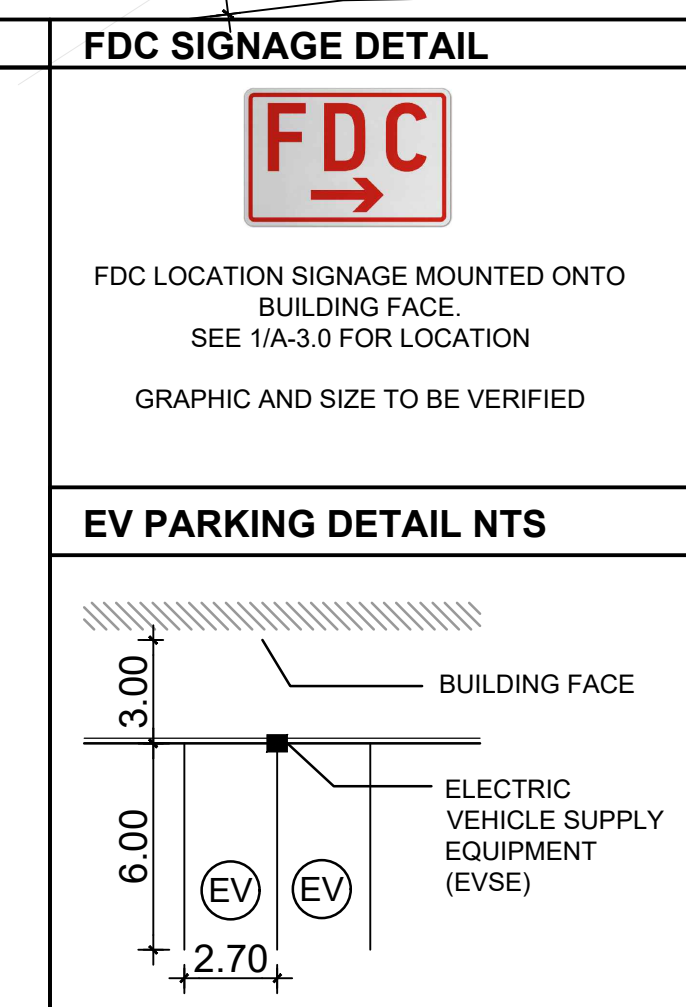 FDC SIGNAGE DETAIL
FDC
FDC LOCATION SIGNAGE MOUNTED ONTO
BUILDING FACE.
SEE 1/A-3.0 FOR LOCATION
GRAPHIC AND SIZE TO BE VERIFIED
EV PARKING DETAIL NTS
3.00
BUILDING FACE
6.00
ELECTRIC
VEHICLE SUPPLY
EQUIPMENT
(EVSE)
EV
EV
2.70